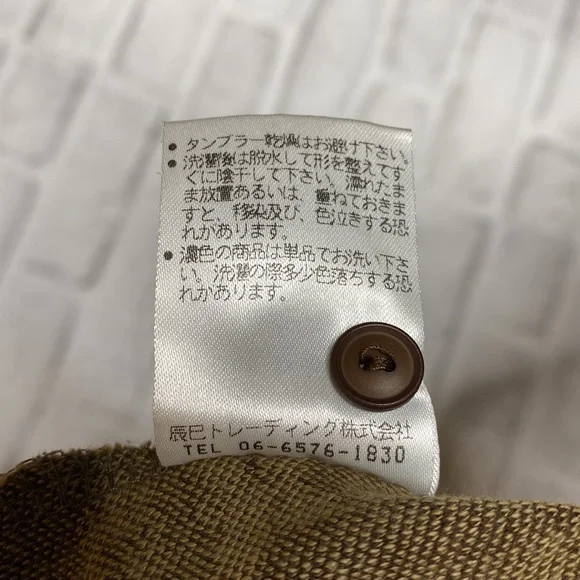 • タンブラー乾燥はお避け下さい。
• 洗濯後は脱水して形を整えてす
ぐに陰干して下さい。濡れたま
ま放置あるいは、重ねておきま
すと、移染及び、色泣きする恐
れがあります。
• 濃色の商品は単品でお洗い下さ
い。洗濯の際多少色落ちする恐
れがあります。
辰巳トレーディング株式会社
TEL 06-6576-1830